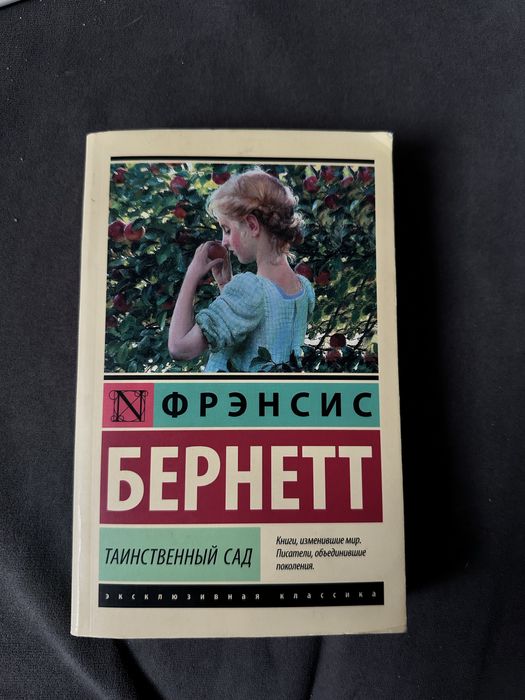 N ФРЭНСИС
БЕРНЕТТ
ТАИНСТВЕННЫЙ САД
Книги, изменившие мир.
Писатели, объединившие
поколения.
эксклюзивная классика